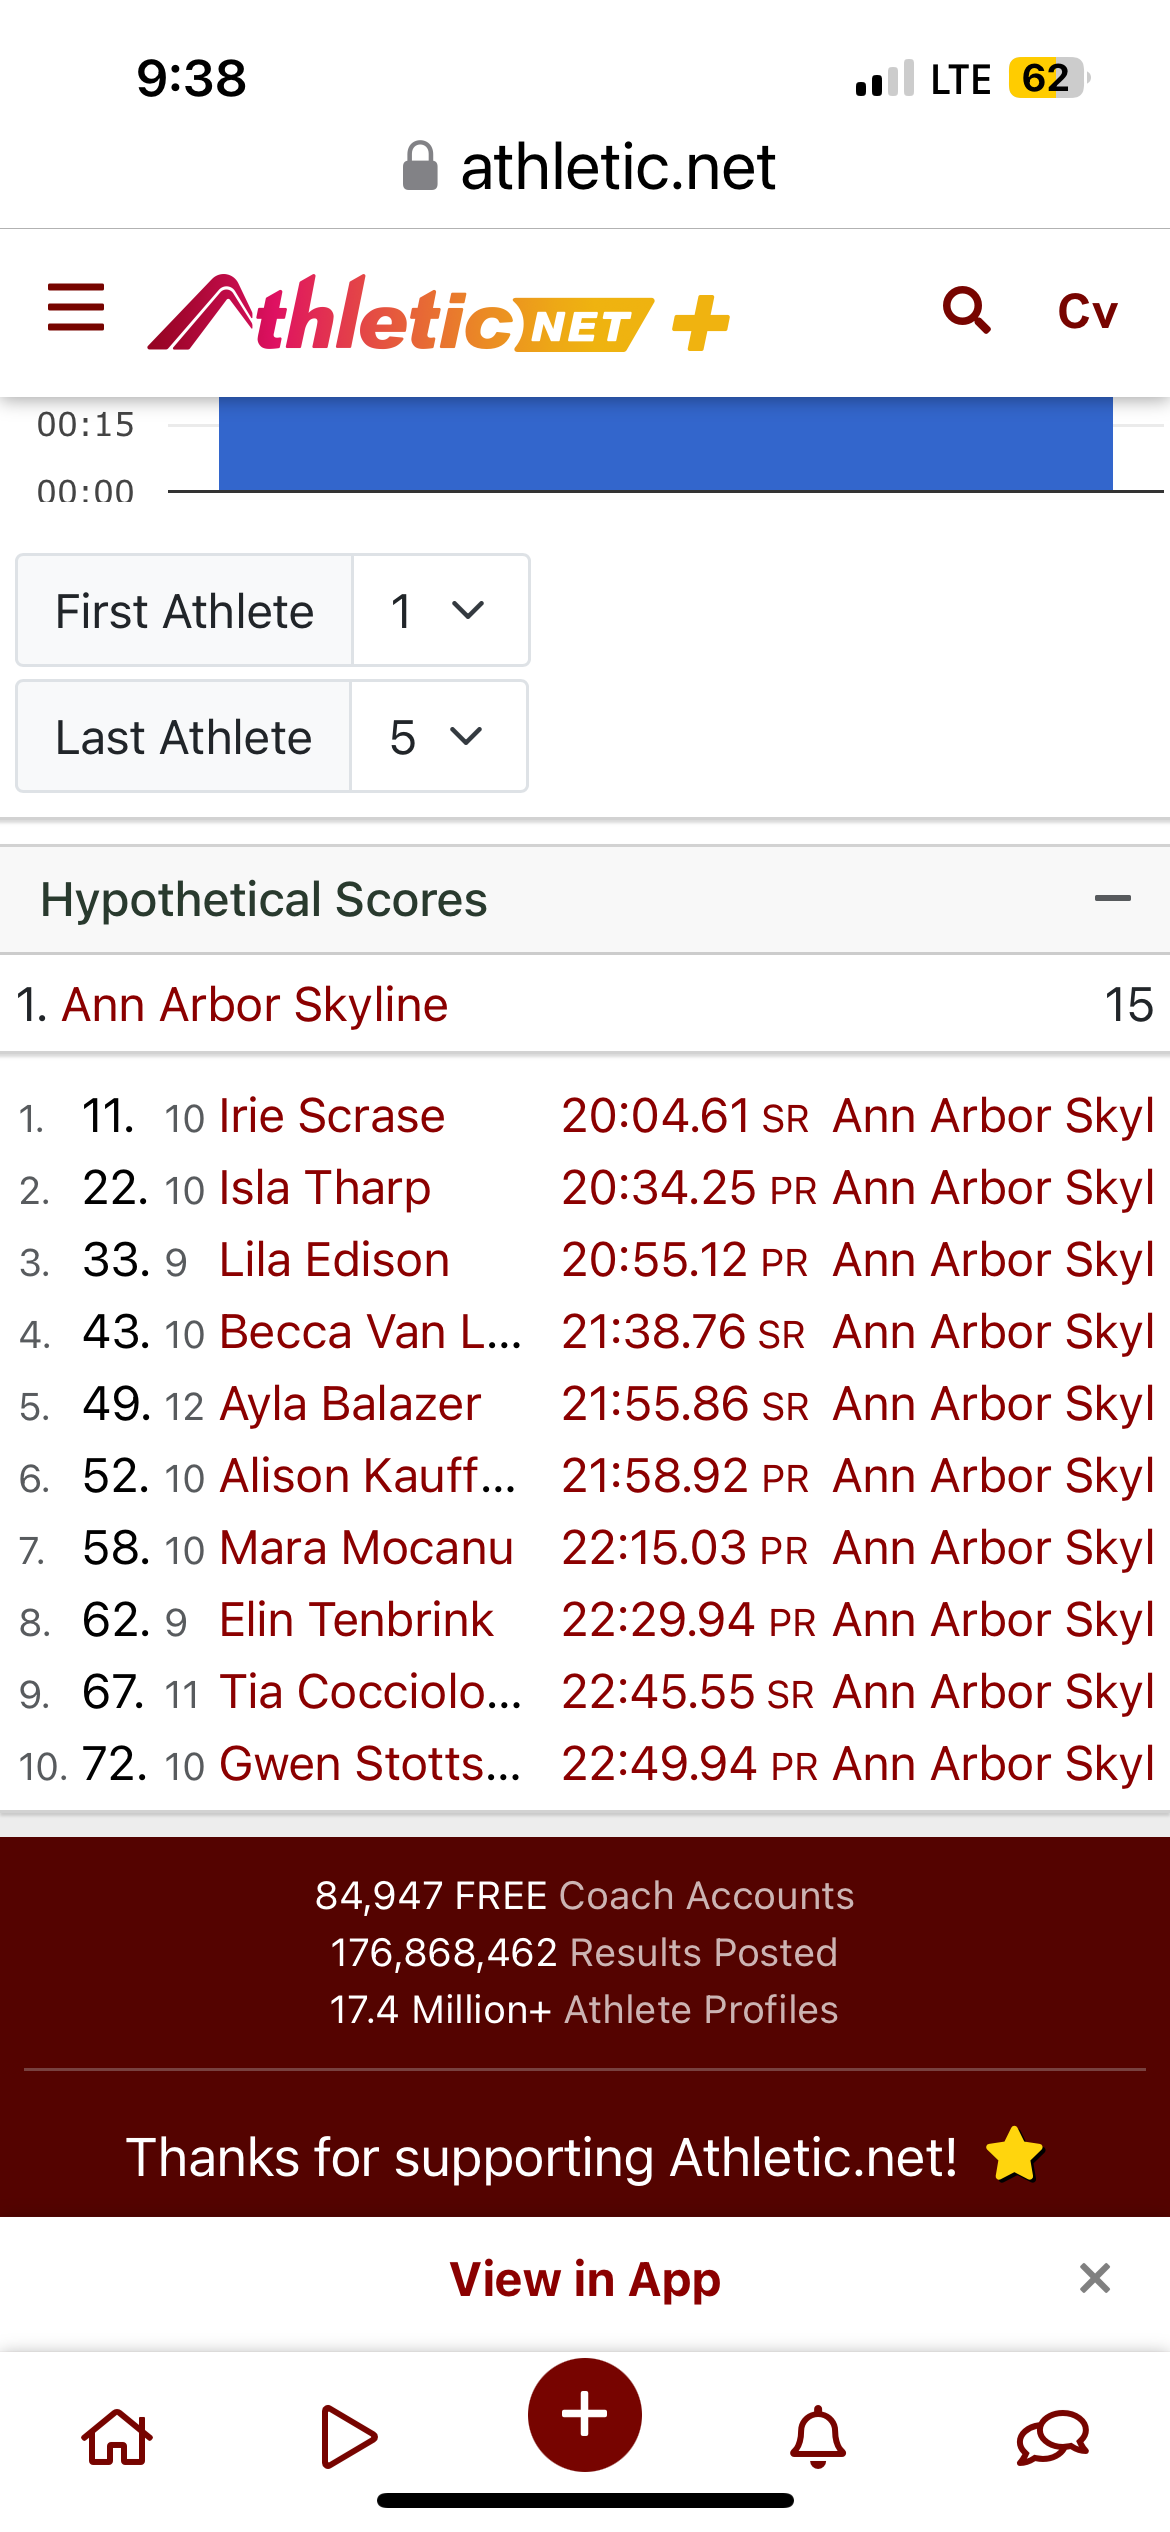 9:38 LTE 62
athletic.net
AthleticNET + Cv
00:15
00:00
First Athlete 1
Last Athlete 5
Hypothetical Scores
1. Ann Arbor Skyline 15
1. 11. 10 Irie Scrase 20:04.61 SR Ann Arbor Skyl
2. 22. 10 Isla Tharp 20:34.25 PR Ann Arbor Skyl
3. 33. 9 Lila Edison 20:55.12 PR Ann Arbor Skyl
4. 43. 10 Becca Van L... 21:38.76 SR Ann Arbor Skyl
5. 49. 12 Ayla Balazer 21:55.86 SR Ann Arbor Skyl
6. 52. 10 Alison Kauff... 21:58.92 PR Ann Arbor Skyl
7. 58. 10 Mara Mocanu 22:15.03 PR Ann Arbor Skyl
8. 62. 9 Elin Tenbrink 22:29.94 PR Ann Arbor Skyl
9. 67. 11 Tia Cocciolo... 22:45.55 SR Ann Arbor Skyl
10. 72. 10 Gwen Stotts... 22:49.94 PR Ann Arbor Skyl
84,947 FREE Coach Accounts
176,868,462 Results Posted
17.4 Million+ Athlete Profiles
Thanks for supporting Athletic.net!
View in App